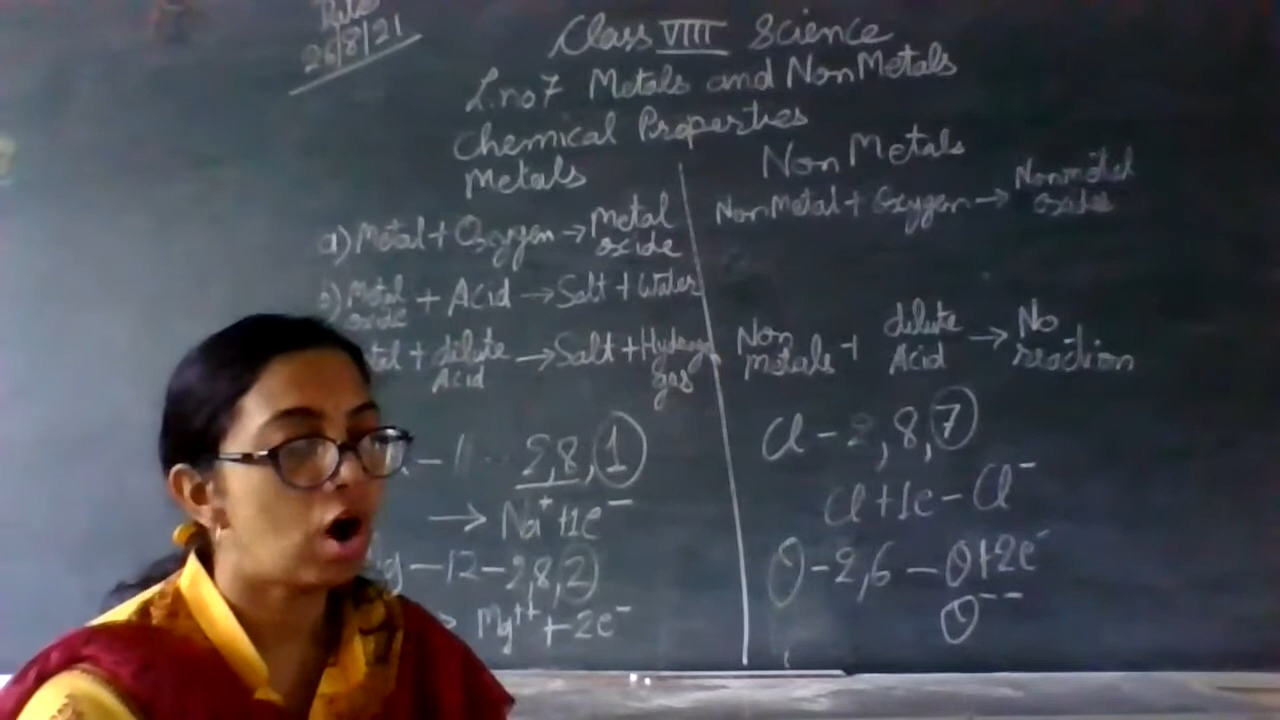 Date
26/8/21
Class VIII Science
L.no7 Metals and NonMetals
Chemical Properties
Metals
a) Metal + Oxygen → Metal oxide
b) Metal oxide + Acid → Salt + Water
tal + dilute Acid → Salt + Hydrogen gas
- 11 - 2,8,1
→ Na⁺ + 1e⁻
g - 12 - 2,8,2
Mg⁺⁺ + 2e⁻
Non Metals
NonMetal + Oxygen → Nonmetal oxides
Non metals + dilute Acid → No reaction
Cl - 2,8,7
Cl + 1e - Cl⁻
O - 2,6 - O + 2e⁻
O⁻⁻